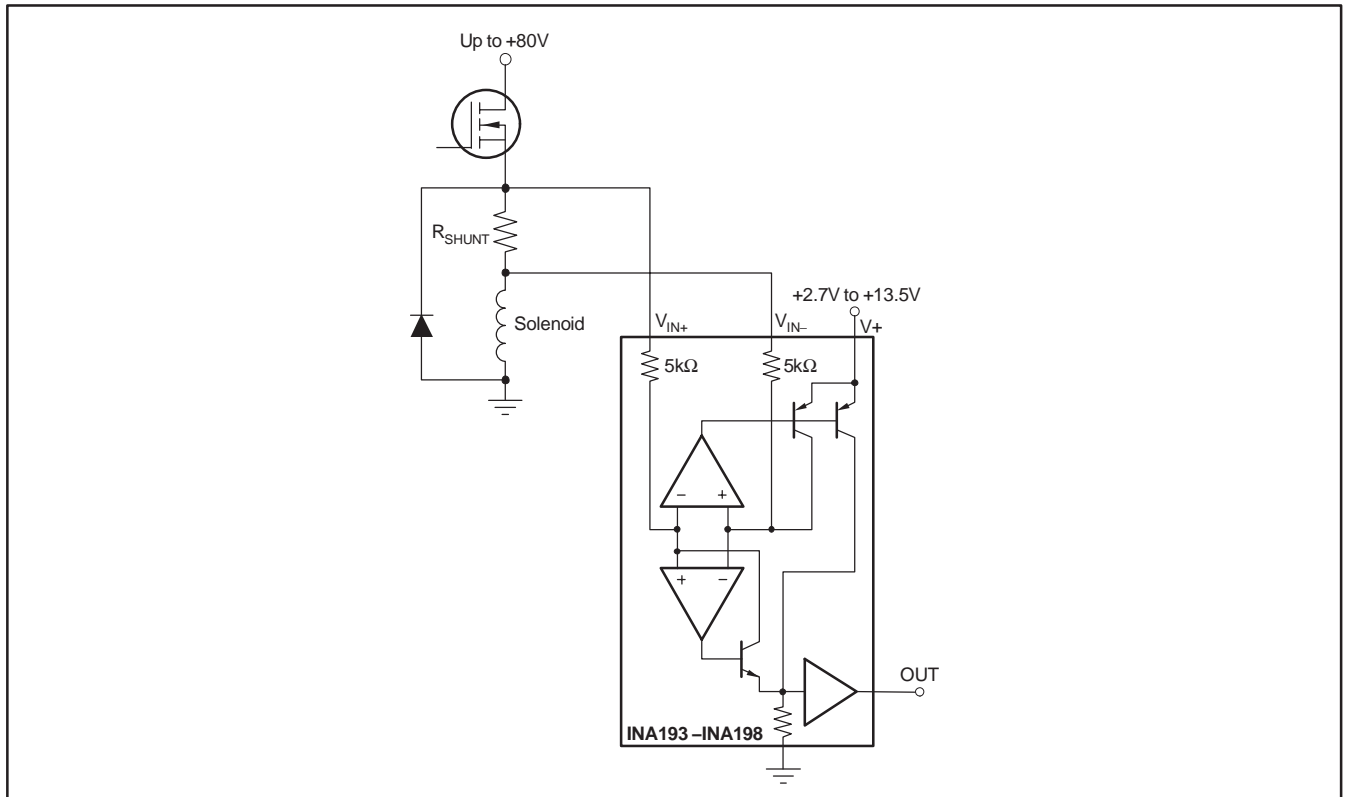 Up to +80V
R_SHUNT
Solenoid
+2.7V to +13.5V
V_IN+
V_IN–
V+
5kΩ
5kΩ
–
+
+
–
OUT
INA193 –INA198